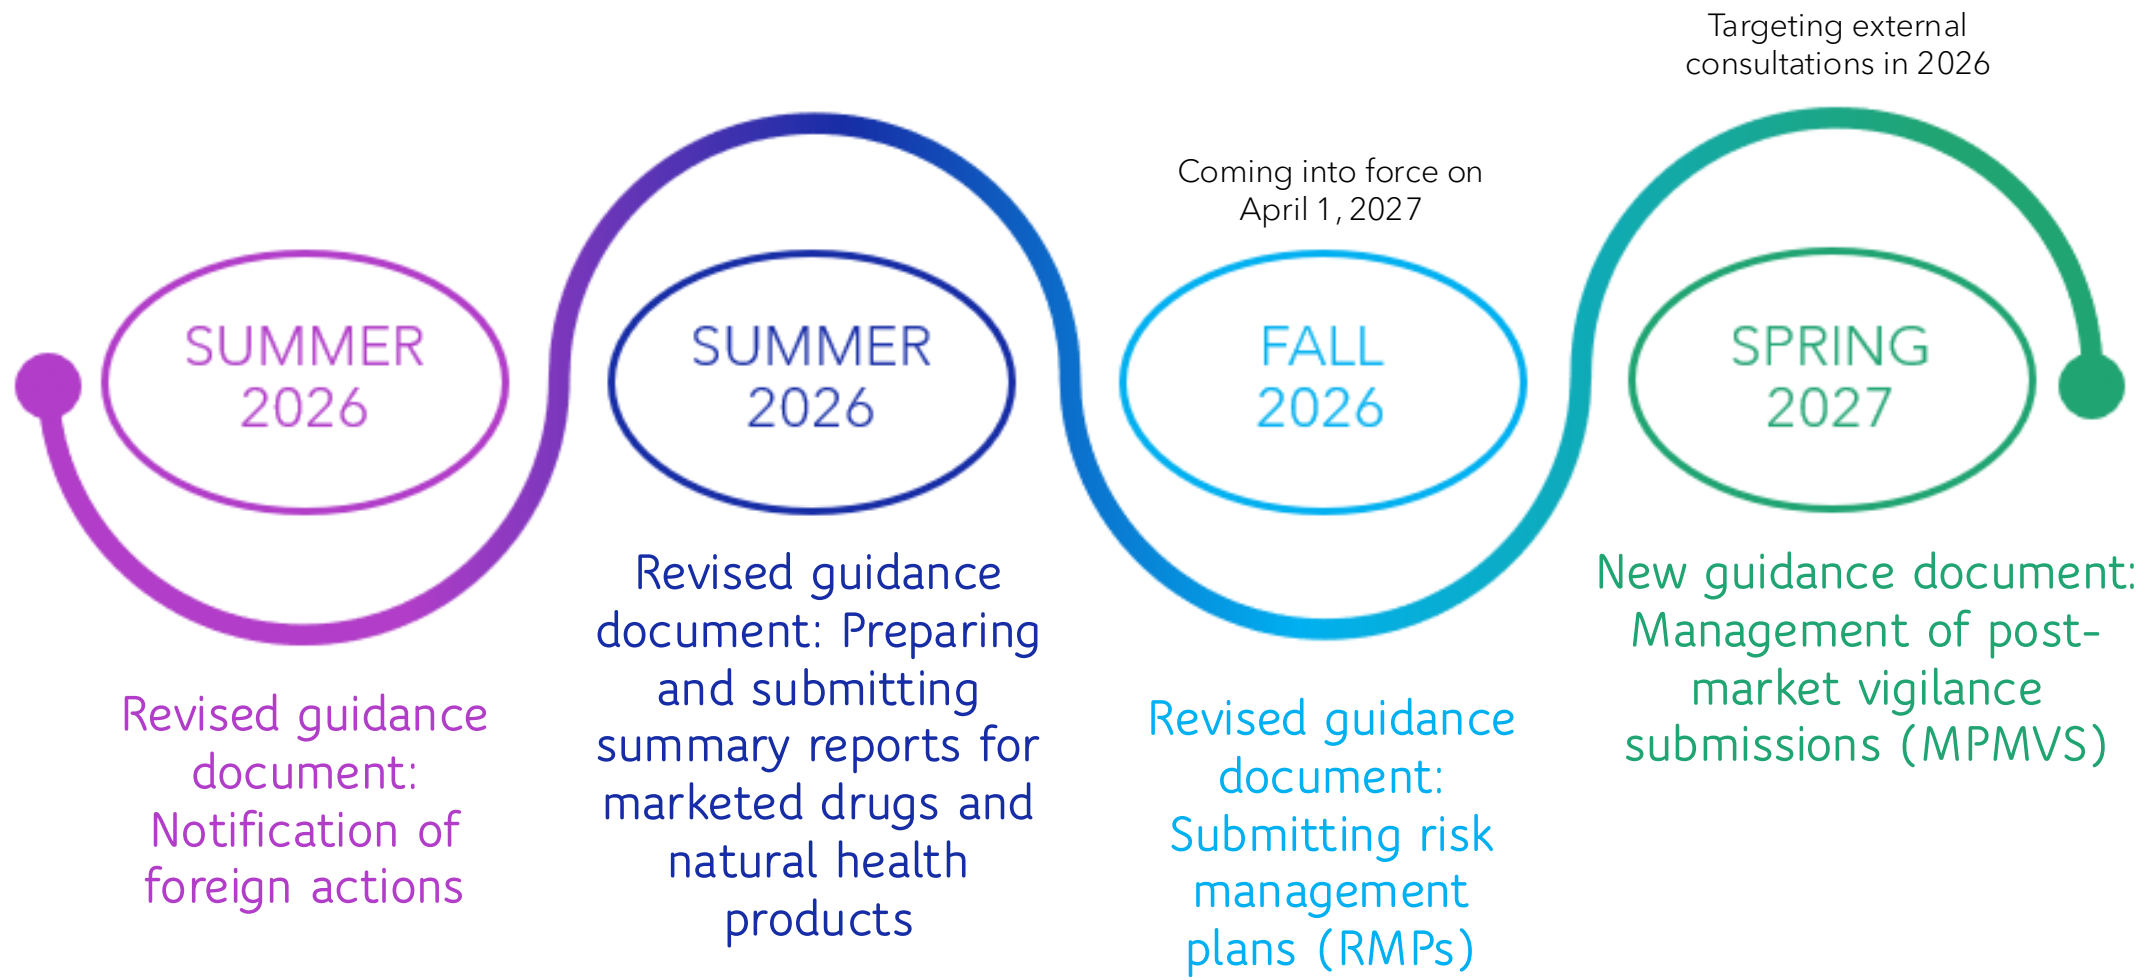 SUMMER
2026
Revised guidance
document:
Notification of
foreign actions
SUMMER
2026
Revised guidance
document: Preparing
and submitting
summary reports for
marketed drugs and
natural health
products
Coming into force on
April 1, 2027
FALL
2026
Revised guidance
document:
Submitting risk
management
plans (RMPs)
Targeting external
consultations in 2026
SPRING
2027
New guidance document:
Management of post-
market vigilance
submissions (MPMVS)